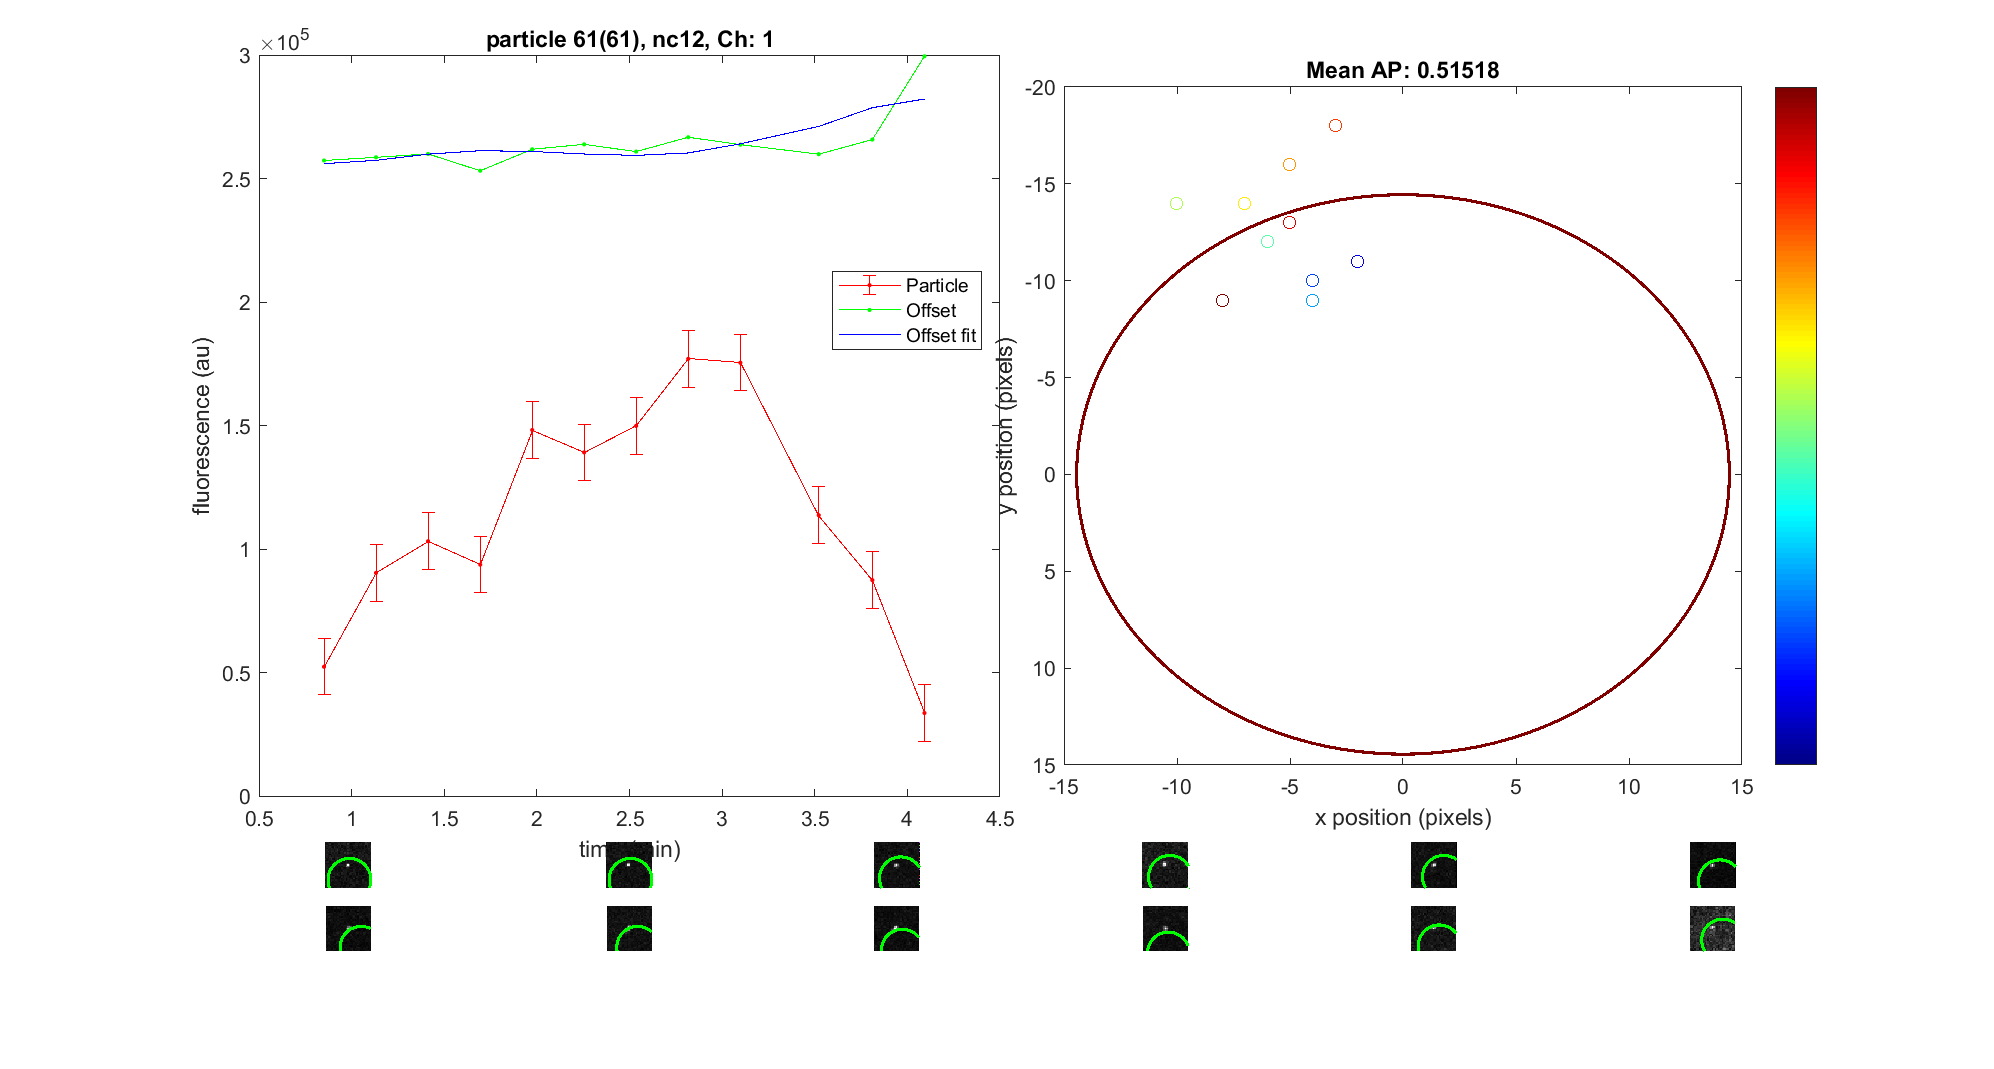 particle 61(61), nc12, Ch: 1
×10^5
3
2.5
2
1.5
1
0.5
0
fluorescence (au)
0.5 1 1.5 2 2.5 3 3.5 4 4.5
Particle
Offset
Offset fit
Mean AP: 0.51518
-20
-15
-10
-5
0
5
10
15
y position (pixels)
-15 -10 -5 0 5 10 15
x position (pixels)